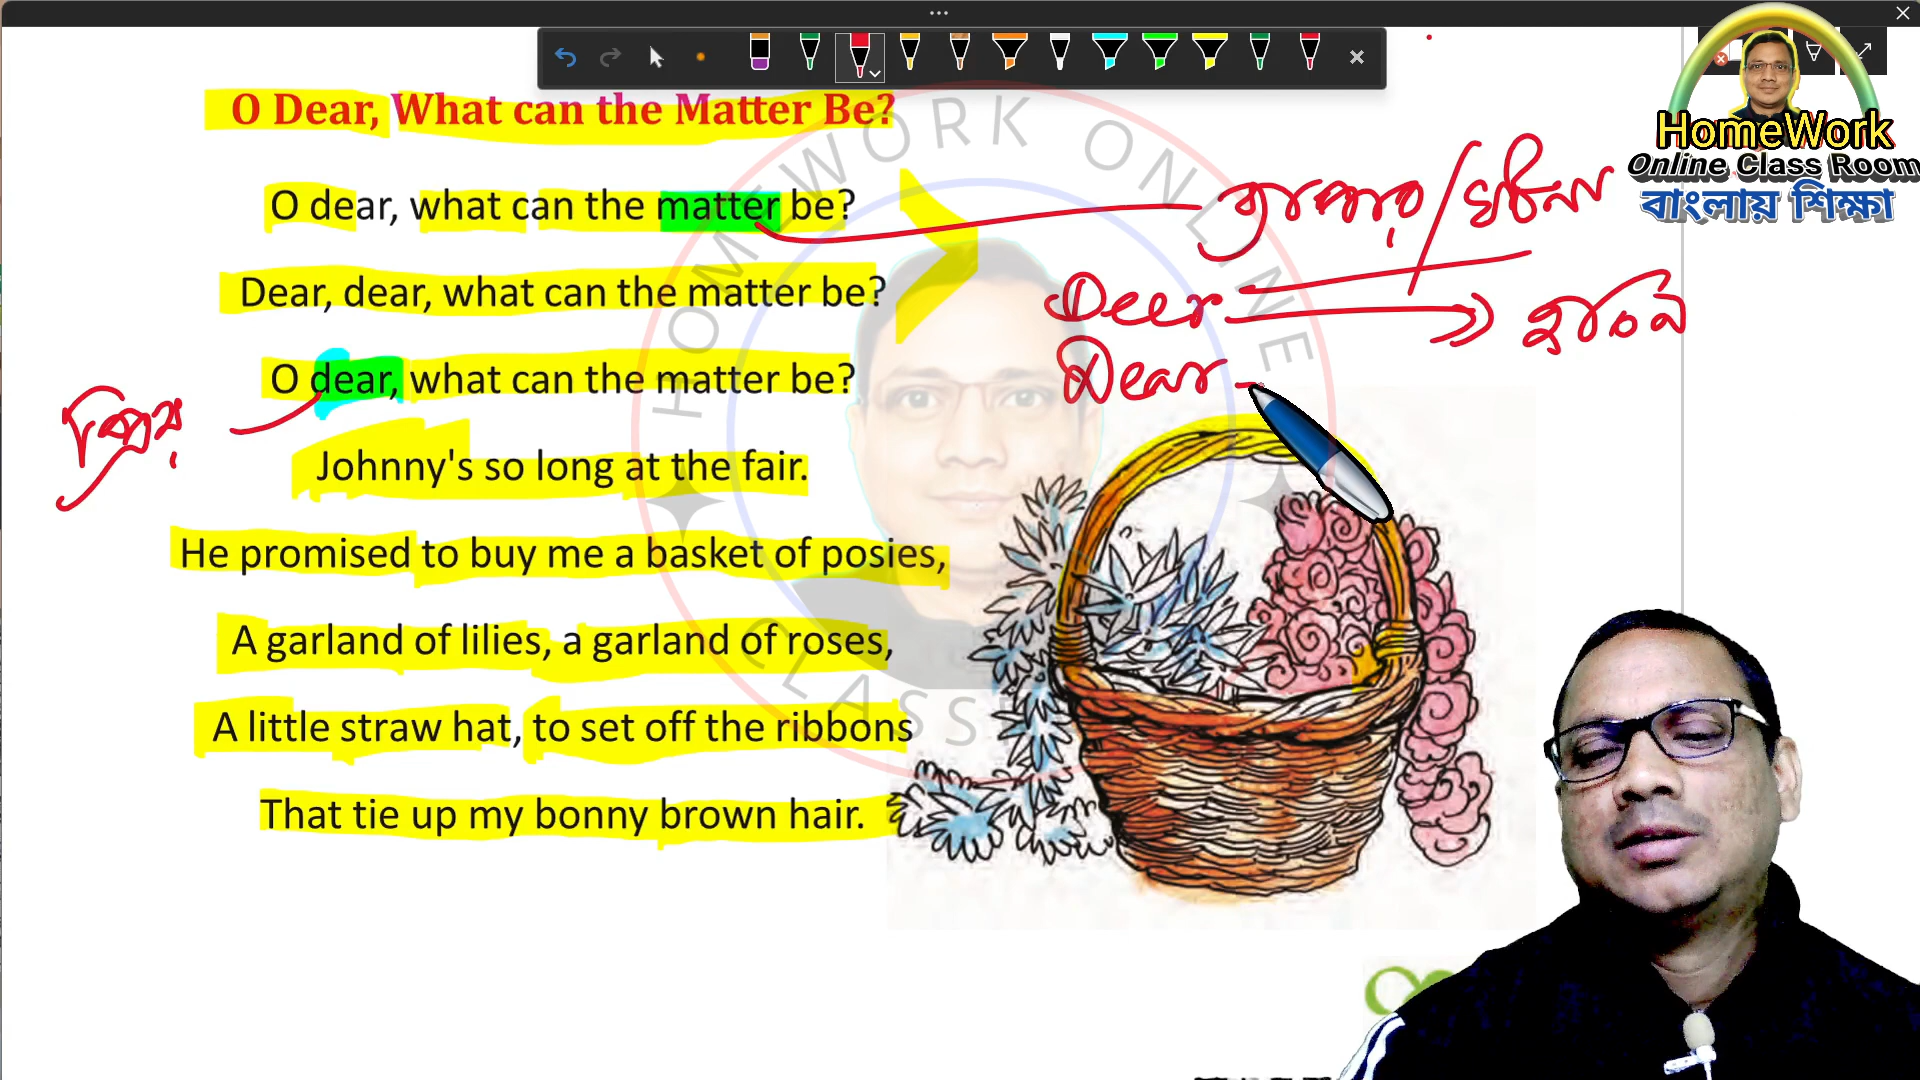 O Dear, What can the Matter Be?
O dear, what can the matter be?
Dear, dear, what can the matter be?
O dear, what can the matter be?
Johnny's so long at the fair.
He promised to buy me a basket of posies,
A garland of lilies, a garland of roses,
A little straw hat, to set off the ribbons
That tie up my bonny brown hair.
প্রিয়
ব্যাপার/ঘটনা
Deer
Dear
HOMEWORK ONLINE
HomeWork
Online Class Room
বাংলায় শিক্ষা